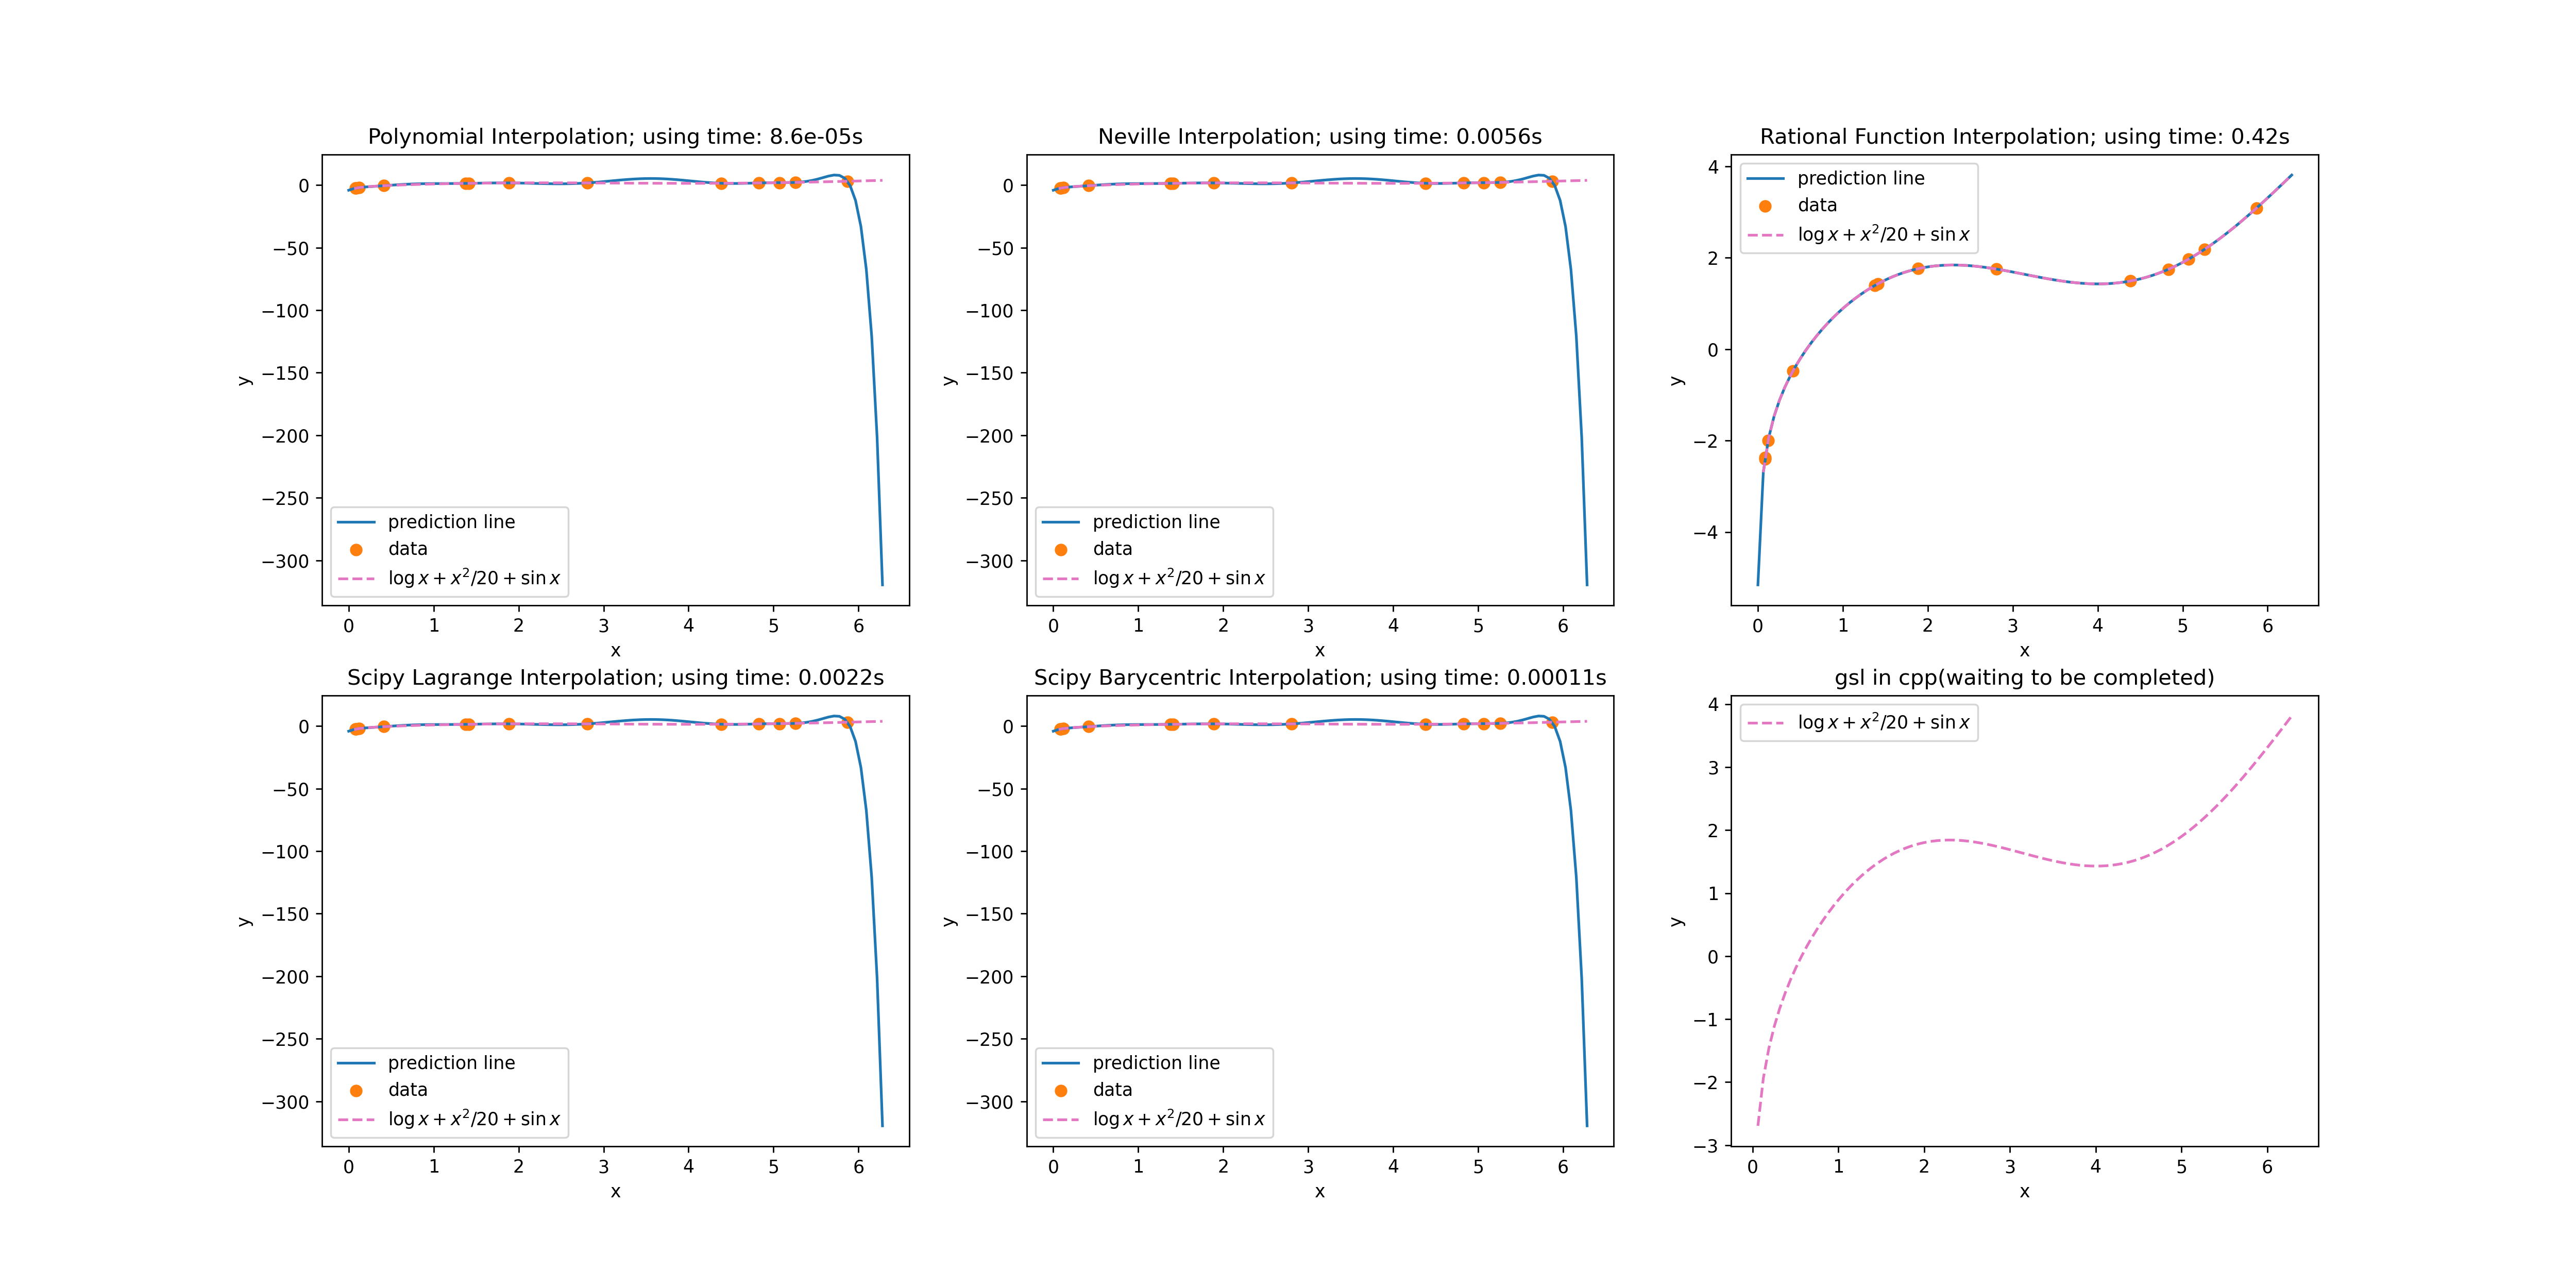 Polynomial Interpolation; using time: 8.6e-05s
0
−50
−100
−150
−200
−250
−300
y
prediction line
data
log x + x²/20 + sin x
0 1 2 3 4 5 6
x
Neville Interpolation; using time: 0.0056s
0
−50
−100
−150
−200
−250
−300
y
prediction line
data
log x + x²/20 + sin x
0 1 2 3 4 5 6
x
Rational Function Interpolation; using time: 0.42s
4
2
0
−2
−4
y
prediction line
data
log x + x²/20 + sin x
0 1 2 3 4 5 6
x
Scipy Lagrange Interpolation; using time: 0.0022s
0
−50
−100
−150
−200
−250
−300
y
prediction line
data
log x + x²/20 + sin x
0 1 2 3 4 5 6
x
Scipy Barycentric Interpolation; using time: 0.00011s
0
−50
−100
−150
−200
−250
−300
y
prediction line
data
log x + x²/20 + sin x
0 1 2 3 4 5 6
x
gsl in cpp(waiting to be completed)
4
3
2
1
0
−1
−2
−3
y
log x + x²/20 + sin x
0 1 2 3 4 5 6
x